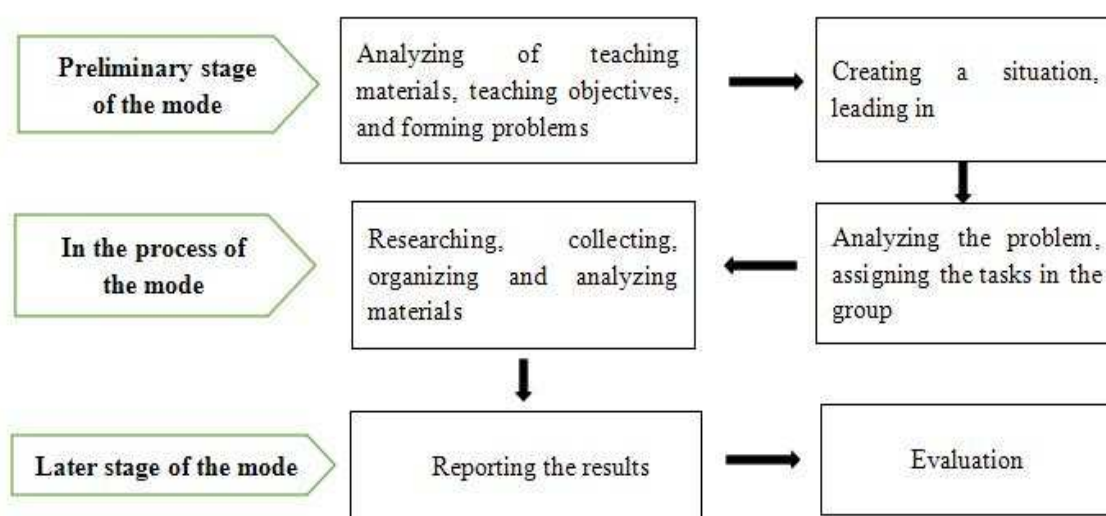 Preliminary stage
of the mode
Analyzing of teaching
materials, teaching objectives,
and forming problems
Creating a situation,
leading in
In the process of
the mode
Researching, collecting,
organizing and analyzing
materials
Analyzing the problem,
assigning the tasks in the
group
Later stage of the mode
Reporting the results
Evaluation